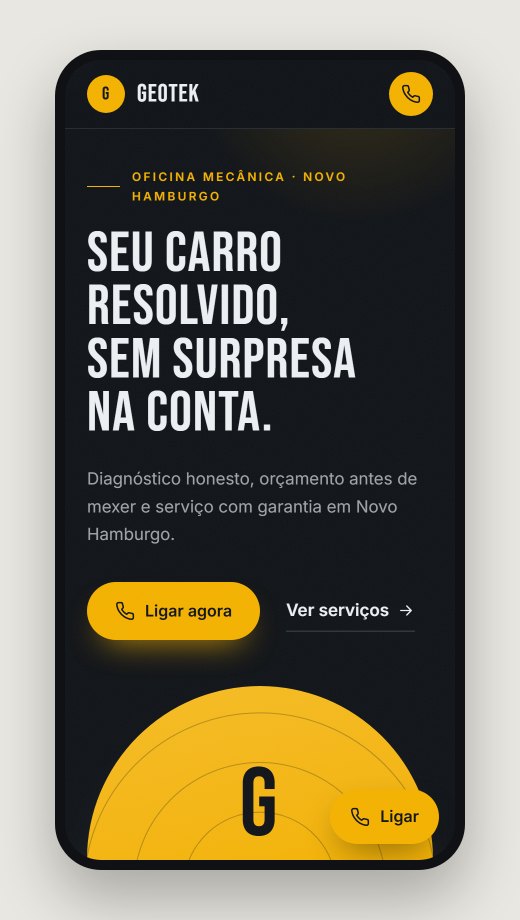 G GEOTEK
OFICINA MECÂNICA · NOVO
HAMBURGO
SEU CARRO
RESOLVIDO,
SEM SURPRESA
NA CONTA.
Diagnóstico honesto, orçamento antes de
mexer e serviço com garantia em Novo
Hamburgo.
Ligar agora
Ver serviços →
G
Ligar